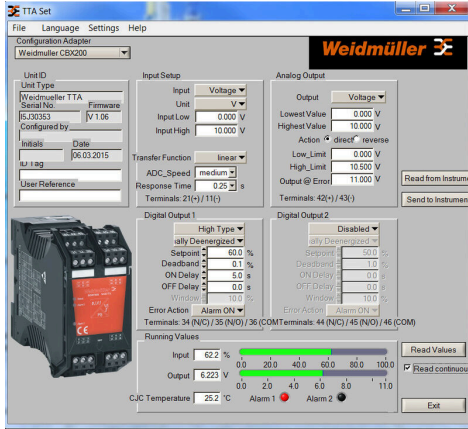 TTA Set
File Language Settings Help
Configuration Adapter
Weidmuller CBX200
Weidmüller
Unit ID
Unit Type
Weidmueller TTA
Serial No. Firmware
I5J30353 V 1.06
Configured by
Initials Date
06.03.2015
ID Tag
User Reference
Input Setup
Input Voltage
Unit V
Input Low 0.000 V
Input High 10.000 V
Transfer Function linear
ADC_Speed medium
Response Time 0.25 s
Terminals: 21(+) / 11(-)
Analog Output
Output Voltage
Lowest Value 0.000 V
Highest Value 10.000 V
Action direct reverse
Low_Limit 0.000 V
High_Limit 10.500 V
Output @ Error 11.000 V
Terminals: 42(+) / 43(-)
Read from Instrume
Send to Instrumen
Digital Output 1
High Type
ally Deenergized
Setpoint 60.0 %
Deadband 0.1 %
ON Delay 5.0 s
OFF Delay 0.0 s
Window 10.0 %
Error Action Alarm ON
Terminals: 34 (N/C) / 35 (N/O) / 36 (COM
Digital Output 2
Disabled
ally Deenergized
Setpoint 50.0 %
Deadband 1.0 %
ON Delay 0.0 s
OFF Delay 0.0 s
Window 10.0 %
Error Action Alarm ON
Terminals: 44 (N/C) / 45 (N/O) / 46 (COM)
Running Values
Input 62.2 %
0.0 20.0 40.0 60.0 80.0 100.0
Output 6.223 V
0.0 2.0 4.0 6.0 8.0 11.0
CJC Temperature 25.2 °C Alarm 1 Alarm 2
Read Values
Read continuou
Exit
CE